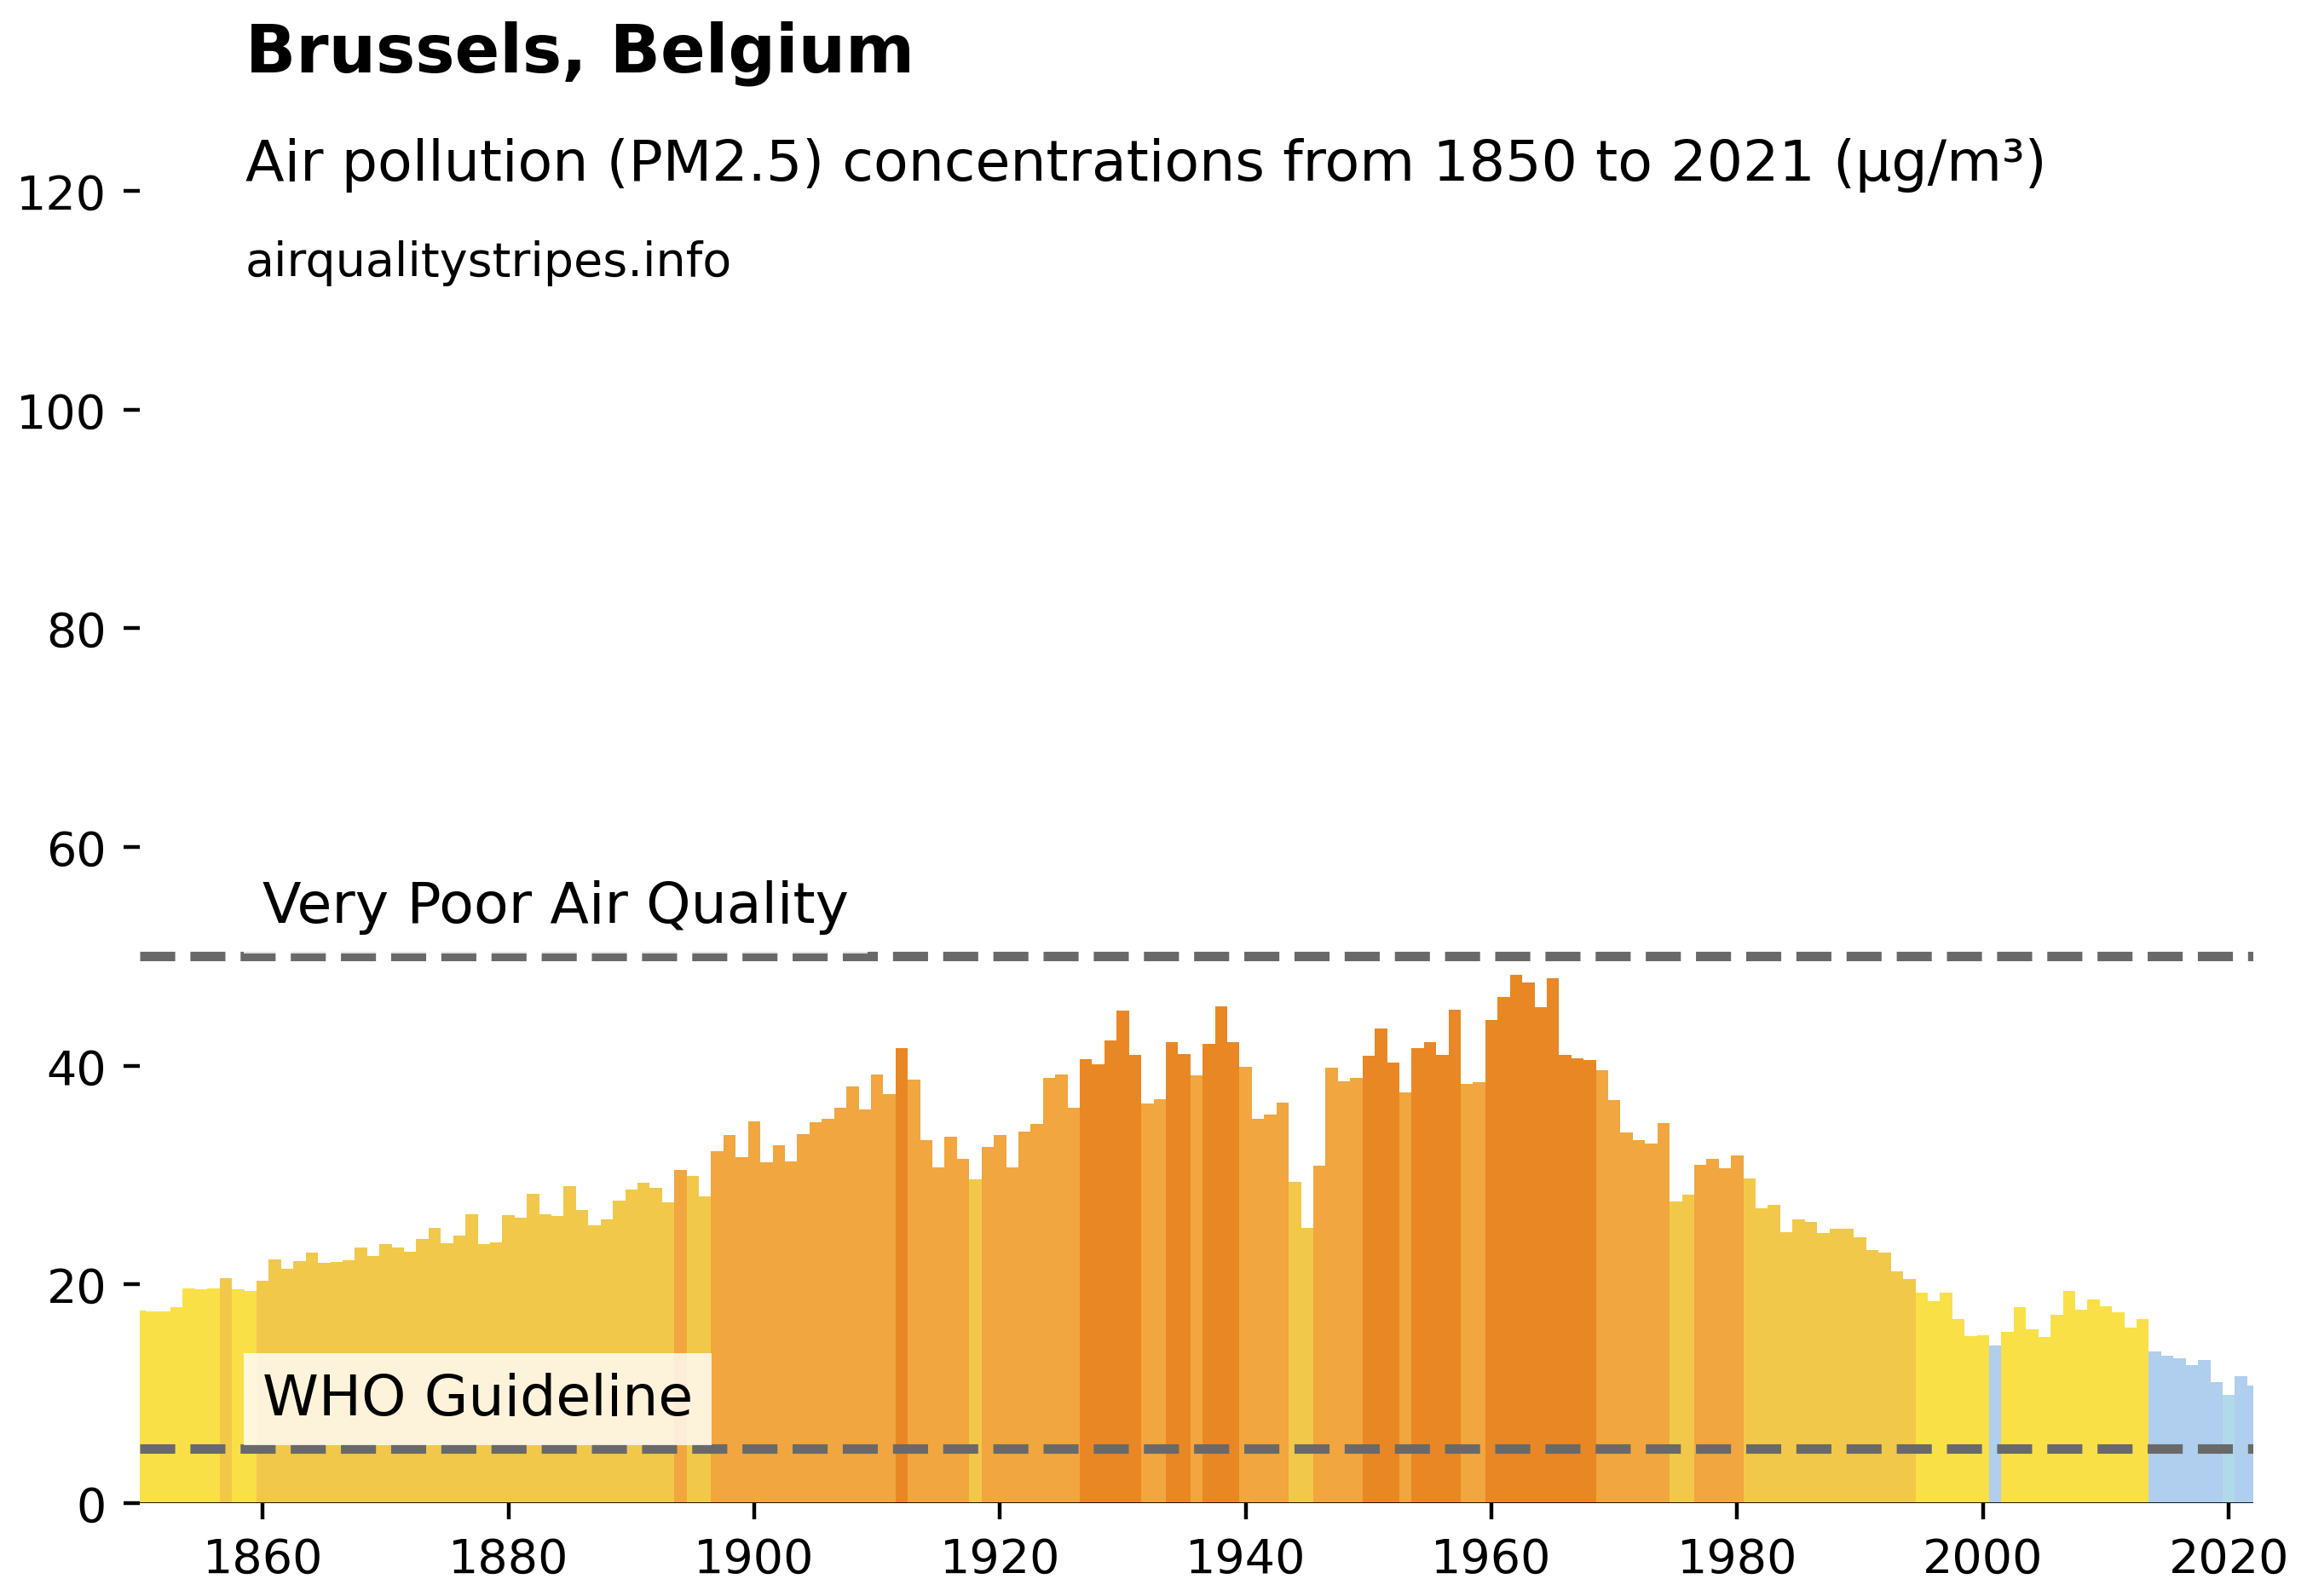 Brussels, Belgium
Air pollution (PM2.5) concentrations from 1850 to 2021 (µg/m³)
airqualitystripes.info
120
100
80
60
Very Poor Air Quality
40
20
WHO Guideline
0
1860 1880 1900 1920 1940 1960 1980 2000 2020